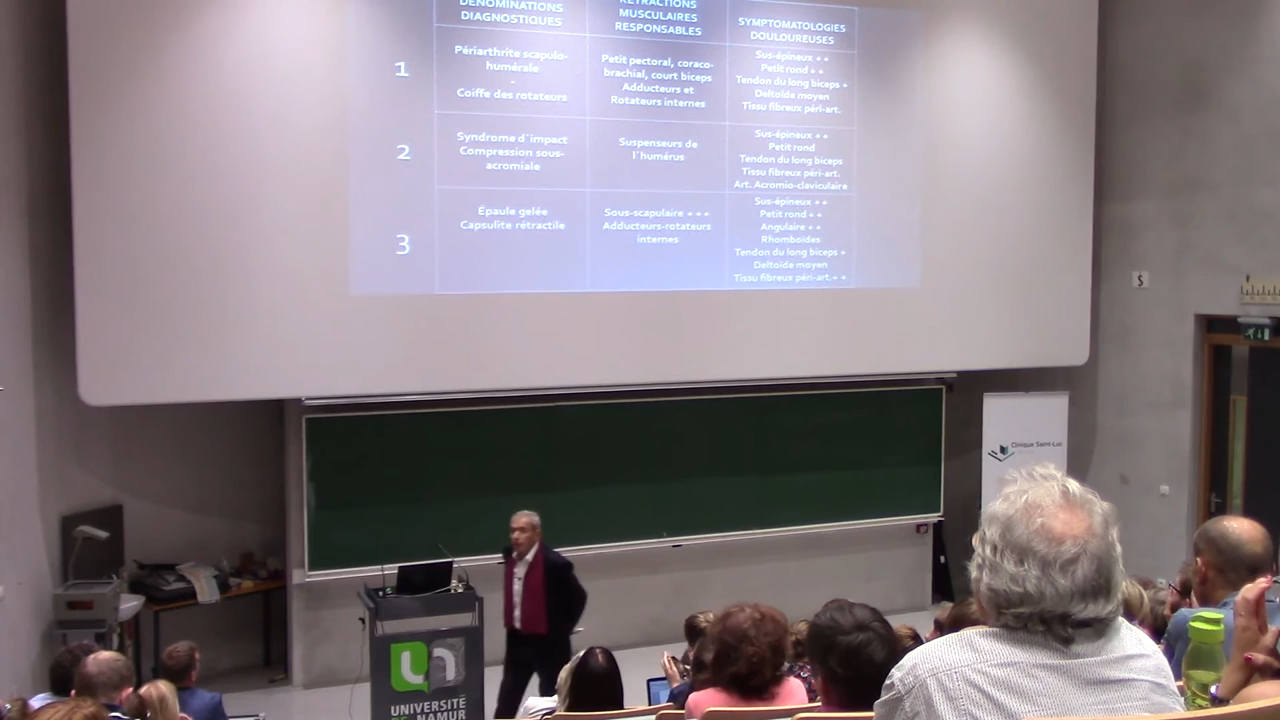 DÉNOMINATIONS
DIAGNOSTIQUES
RÉTRACTIONS
MUSCULAIRES
RESPONSABLES
SYMPTOMATOLOGIES
DOULOUREUSES
1
Périarthrite scapulo-
humérale
-
Coiffe des rotateurs
Petit pectoral, coraco-
brachial, court biceps
Adducteurs et
Rotateurs internes
Sus-épineux + +
Petit rond + +
Tendon du long biceps +
Deltoïde moyen
Tissu fibreux péri-art.
2
Syndrome d'impact
Compression sous-
acromiale
Suspenseurs de
l'humérus
Sus-épineux + +
Petit rond
Tendon du long biceps
Tissu fibreux péri-art.
Art. Acromio-claviculaire
3
Épaule gelée
Capsulite rétractile
Sous-scapulaire + + +
Adducteurs-rotateurs
internes
Sus-épineux + +
Petit rond + +
Angulaire + +
Rhomboïdes
Tendon du long biceps +
Deltoïde moyen
Tissu fibreux péri-art. + +
S
Clinique Saint-Luc
UNIVERSITÉ
DE NAMUR